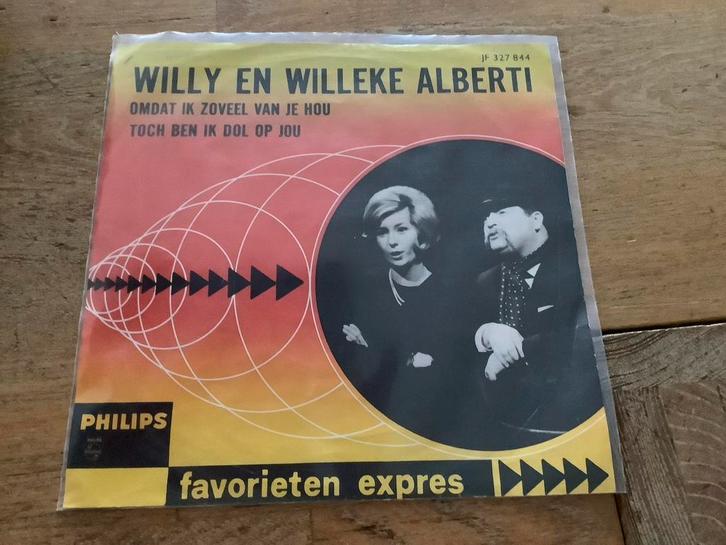 JF 327 844
WILLY EN WILLEKE ALBERTI
OMDAT IK ZOVEEL VAN JE HOU
TOCH BEN IK DOL OP JOU
PHILIPS
favorieten expres